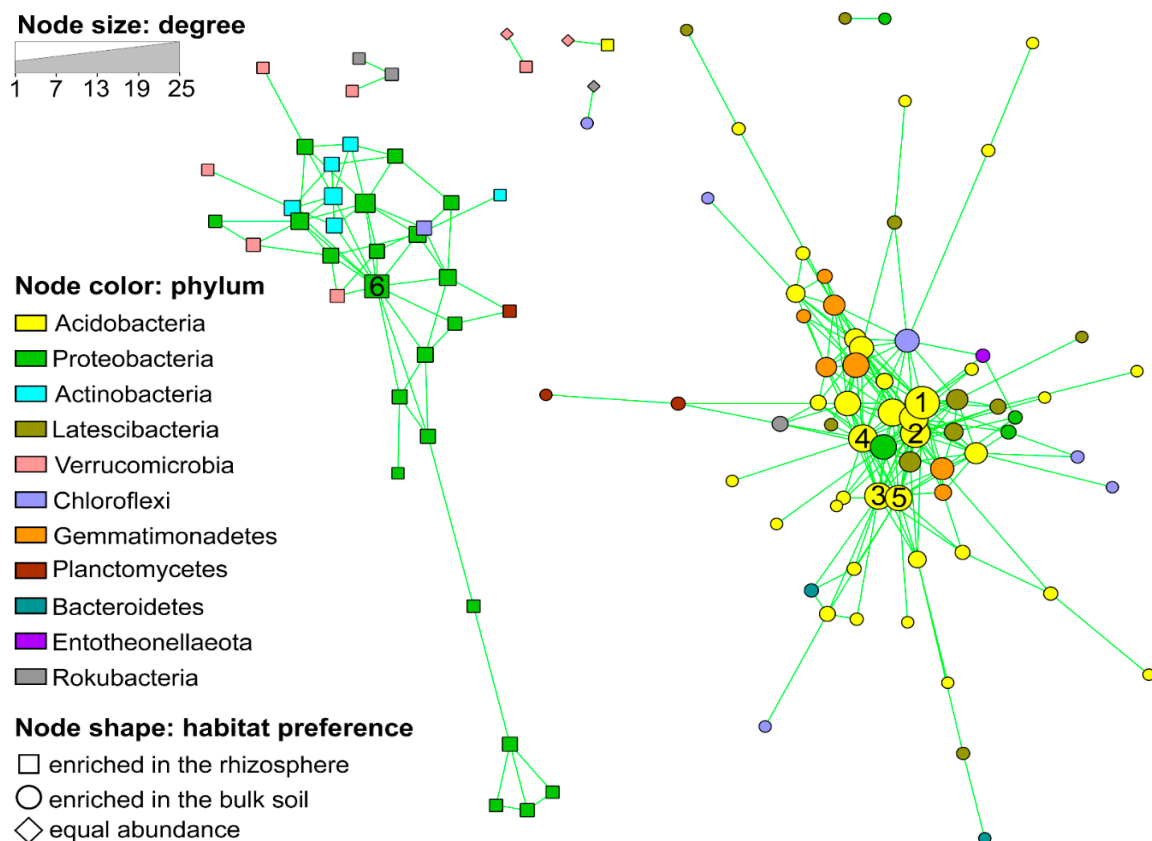 Node size: degree
1 7 13 19 25
Node color: phylum
Acidobacteria
Proteobacteria
Actinobacteria
Latescibacteria
Verrucomicrobia
Chloroflexi
Gemmatimonadetes
Planctomycetes
Bacteroidetes
Entotheonellaeota
Rokubacteria
Node shape: habitat preference
enriched in the rhizosphere
enriched in the bulk soil
equal abundance
6
1
2
4
3 5